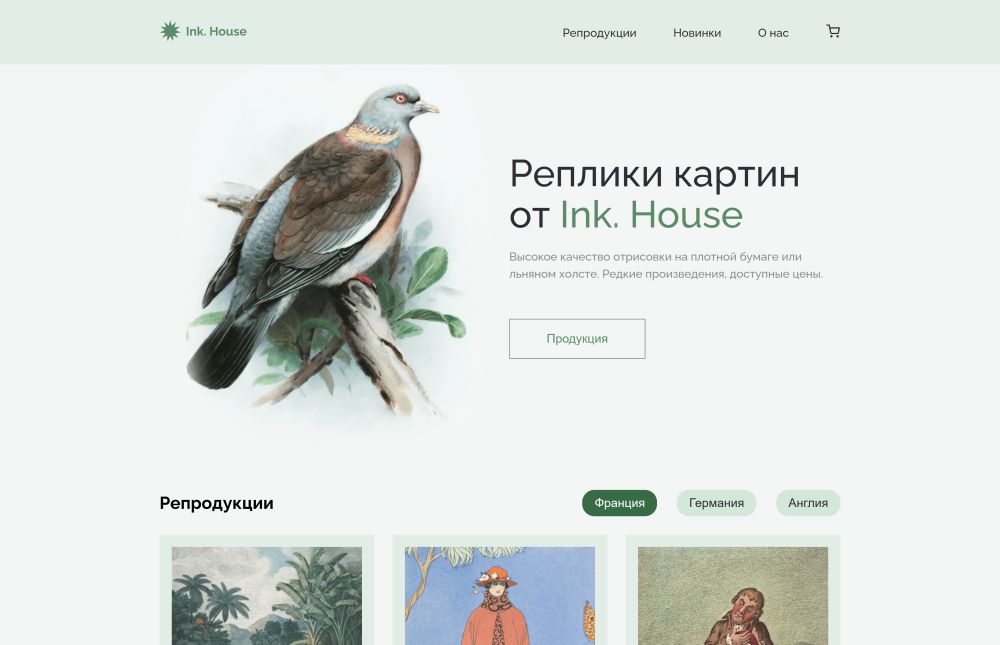 Ink. House
Репродукции
Новинки
О нас
Реплики картин
от Ink. House
Высокое качество отрисовки на плотной бумаге или
льняном холсте. Редкие произведения, доступные цены.
Продукция
Репродукции
Франция
Германия
Англия